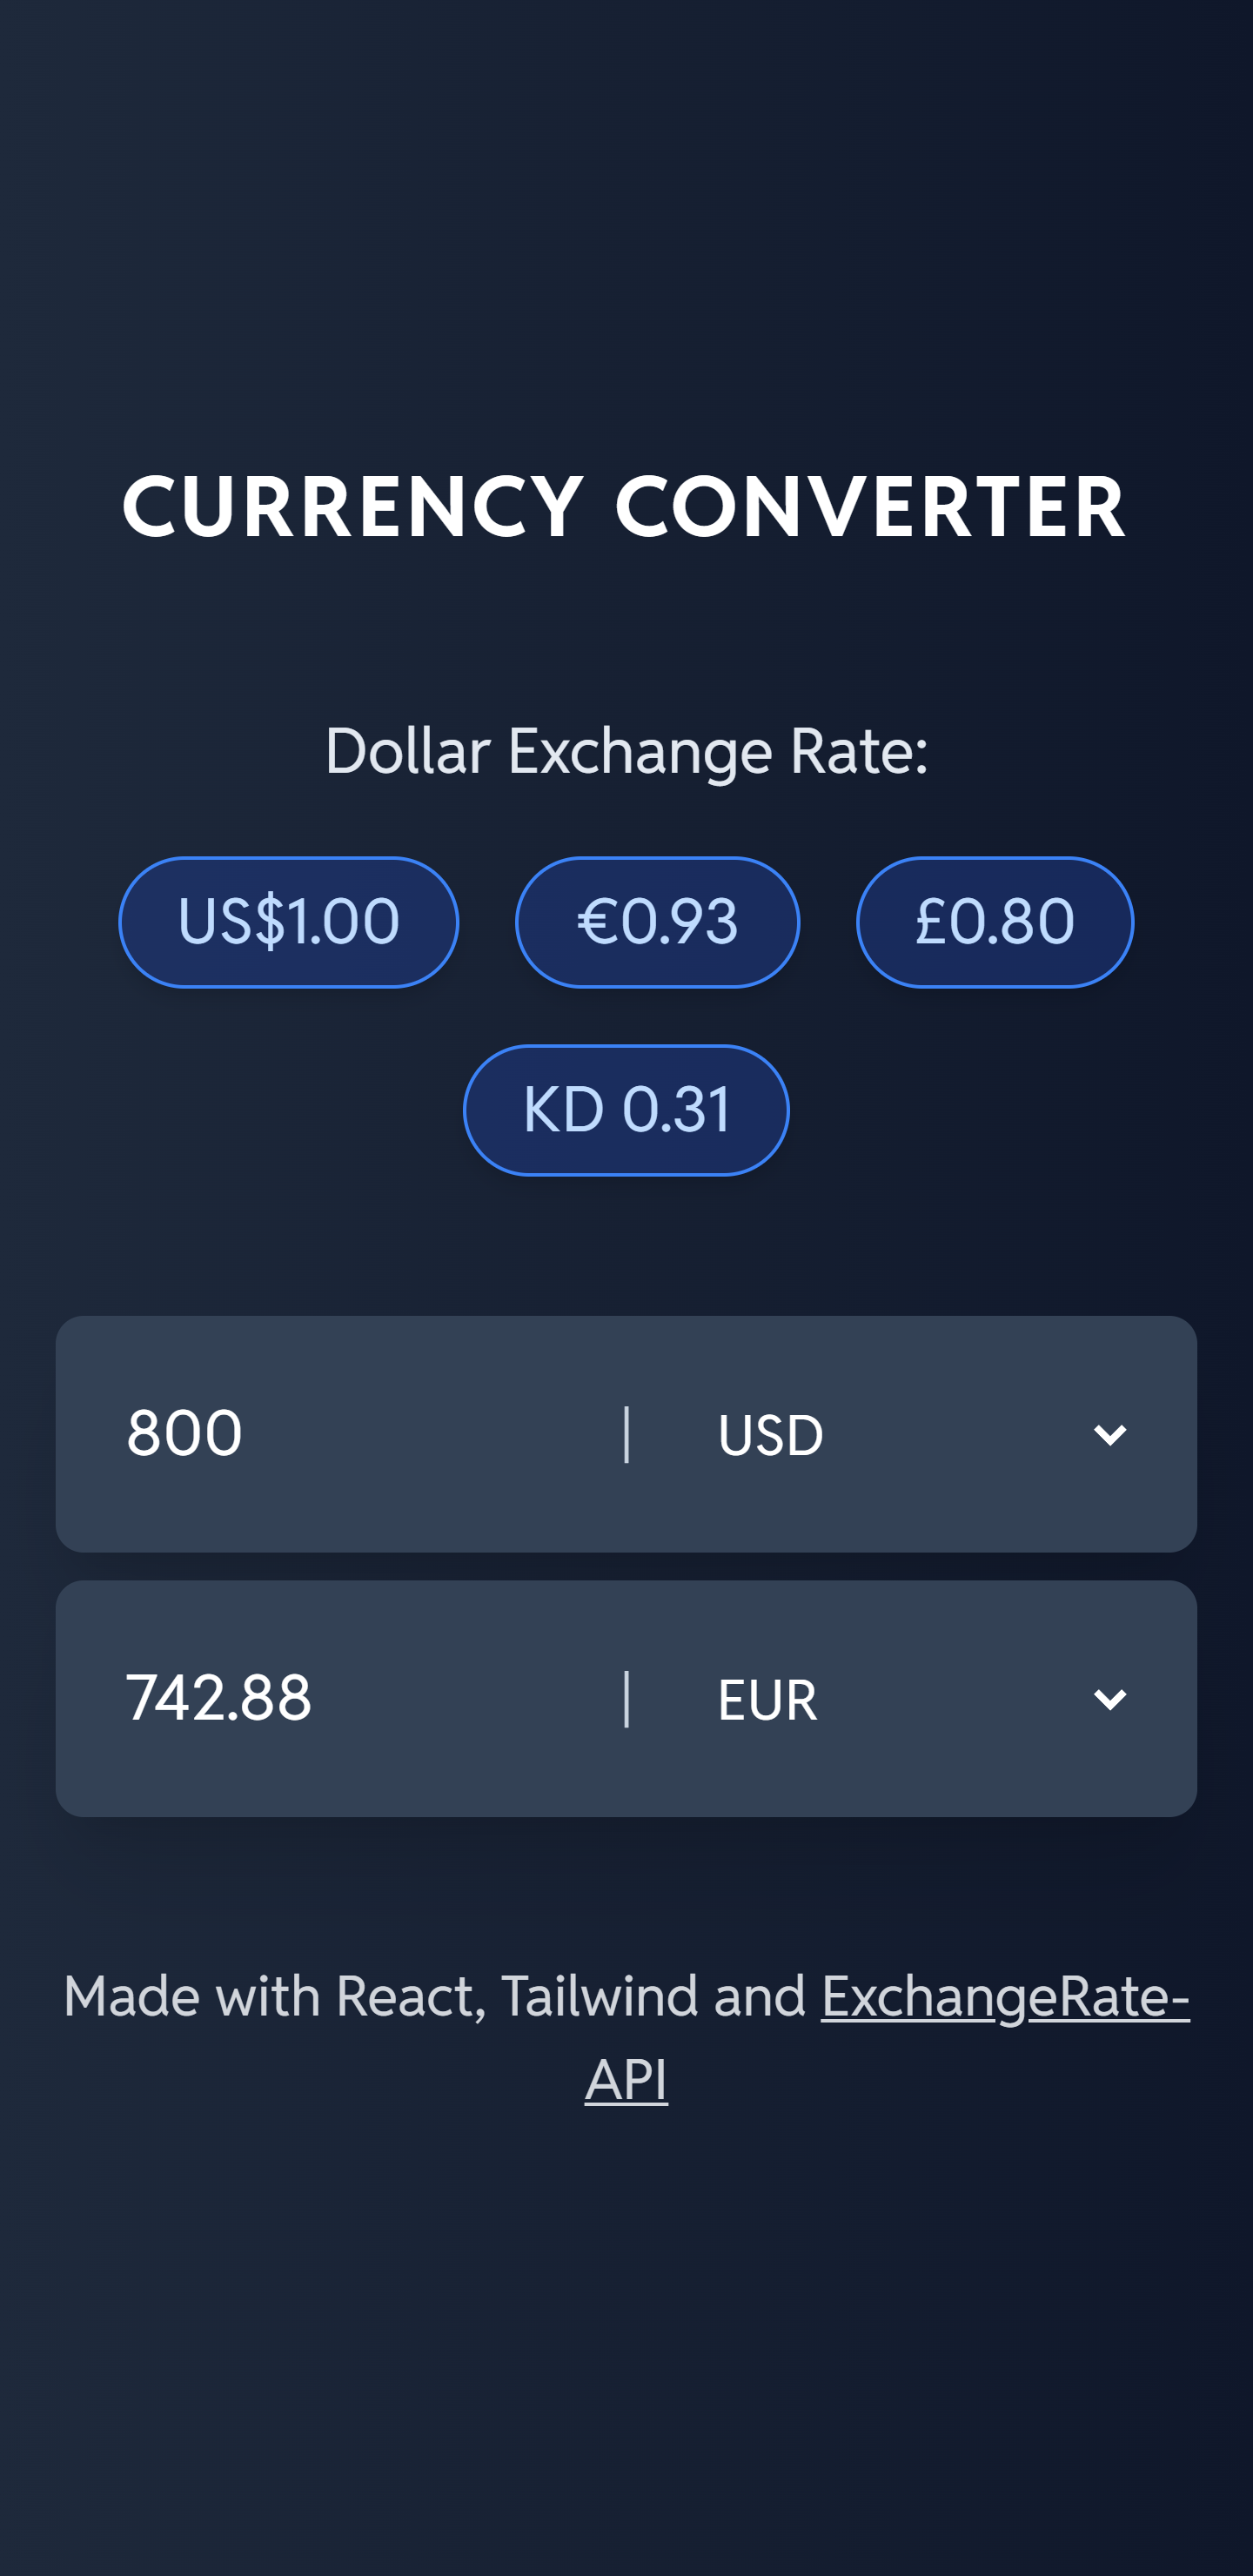 CURRENCY CONVERTER
Dollar Exchange Rate:
US$1.00 €0.93 £0.80
KD 0.31
800 | USD
742.88 | EUR
Made with React, Tailwind and ExchangeRate-
API